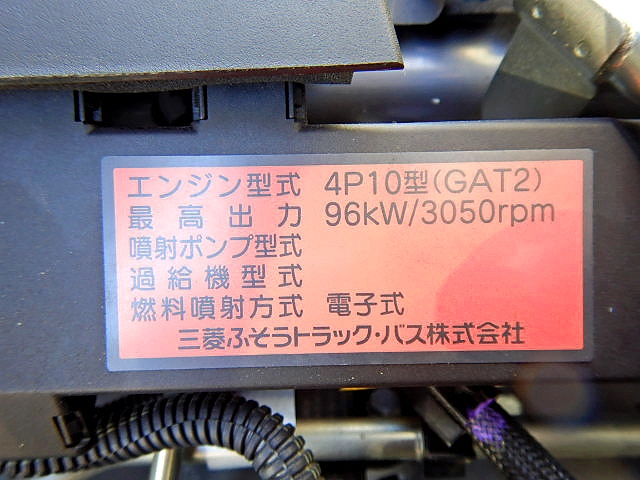 エンジン型式 4P10型(GAT2)
最高出力 96kW/3050rpm
噴射ポンプ型式
過給機型式
燃料噴射方式 電子式
三菱ふそうトラック・バス株式会社